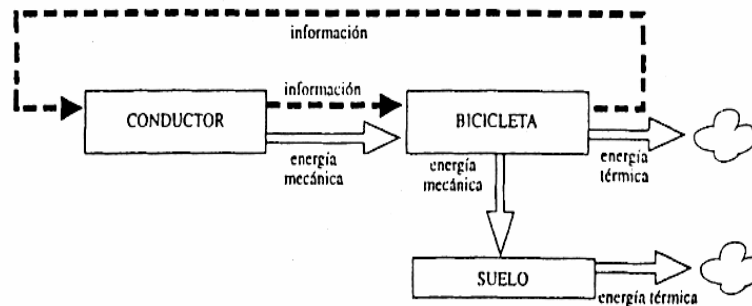 información
información
CONDUCTOR
BICICLETA
energía
mecánica
energía
mecánica
energía
térmica
SUELO
energía térmica